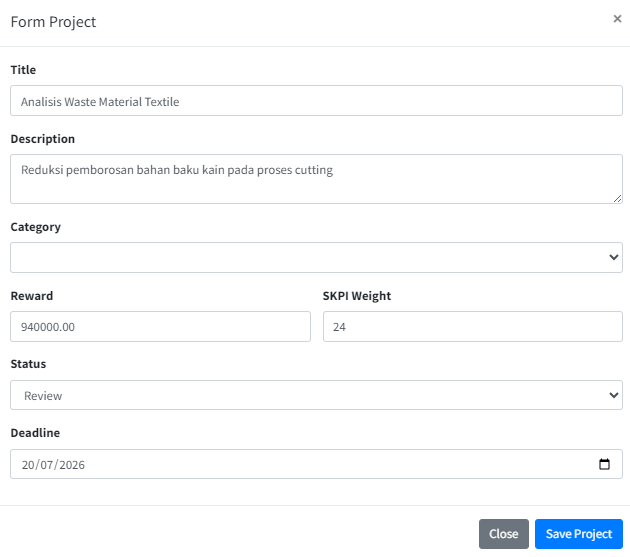 Form Project
×
Title
Analisis Waste Material Textile
Description
Reduksi pemborosan bahan baku kain pada proses cutting
Category
Reward
SKPI Weight
940000.00
24
Status
Review
Deadline
20/07/2026
Close
Save Project